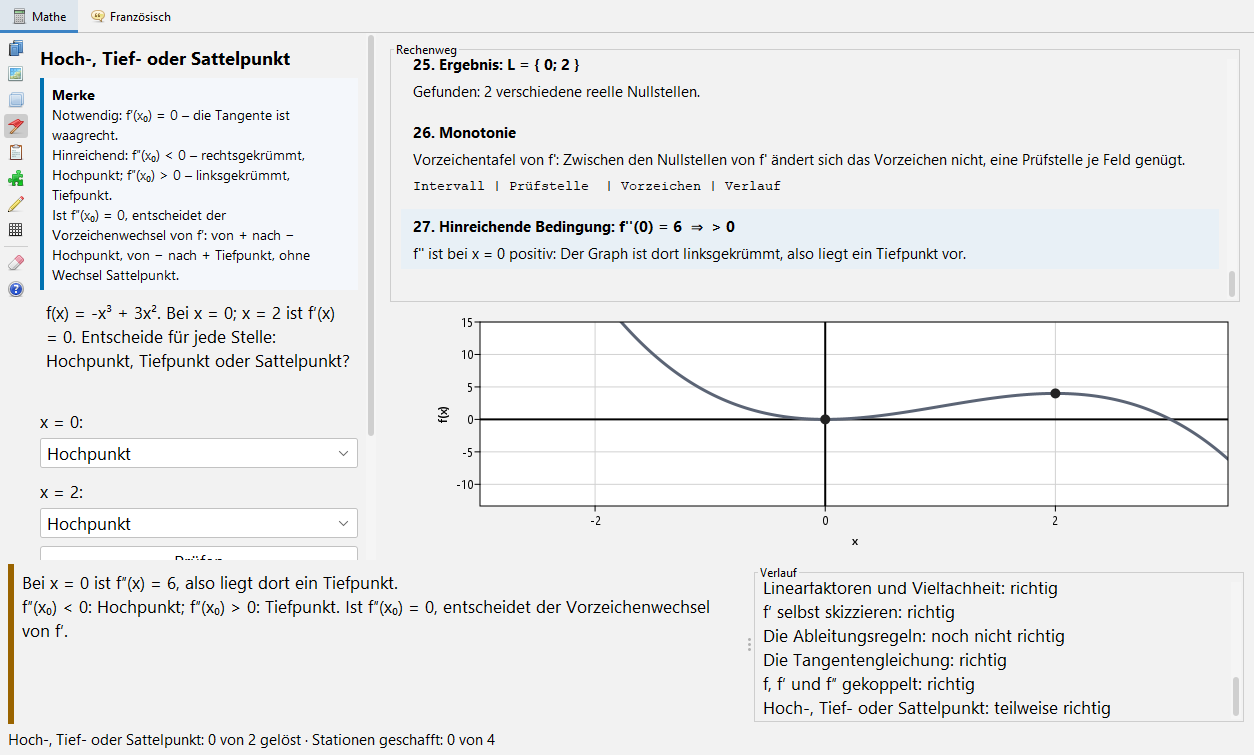 Mathe
Französisch
Hoch-, Tief- oder Sattelpunkt
Merke
Notwendig: f′(x₀) = 0 – die Tangente ist
waagrecht.
Hinreichend: f″(x₀) < 0 – rechtsgekrümmt,
Hochpunkt; f″(x₀) > 0 – linksgekrümmt,
Tiefpunkt.
Ist f″(x₀) = 0, entscheidet der
Vorzeichenwechsel von f′: von + nach −
Hochpunkt, von − nach + Tiefpunkt, ohne
Wechsel Sattelpunkt.
f(x) = -x³ + 3x². Bei x = 0; x = 2 ist f′(x)
= 0. Entscheide für jede Stelle:
Hochpunkt, Tiefpunkt oder Sattelpunkt?
x = 0:
Hochpunkt
x = 2:
Hochpunkt
Prüfen
Rechenweg
25. Ergebnis: L = { 0; 2 }
Gefunden: 2 verschiedene reelle Nullstellen.
26. Monotonie
Vorzeichentafel von f': Zwischen den Nullstellen von f' ändert sich das Vorzeichen nicht, eine Prüfstelle je Feld genügt.
Intervall | Prüfstelle | Vorzeichen | Verlauf
27. Hinreichende Bedingung: f''(0) = 6 ⇒ > 0
f'' ist bei x = 0 positiv: Der Graph ist dort linksgekrümmt, also liegt ein Tiefpunkt vor.
15
10
5
0
-5
-10
f(x)
-2
0
2
x
Bei x = 0 ist f″(x) = 6, also liegt dort ein Tiefpunkt.
f″(x₀) < 0: Hochpunkt; f″(x₀) > 0: Tiefpunkt. Ist f″(x₀) = 0, entscheidet der Vorzeichenwechsel
von f′.
Verlauf
Linearfaktoren und Vielfachheit: richtig
f′ selbst skizzieren: richtig
Die Ableitungsregeln: noch nicht richtig
Die Tangentengleichung: richtig
f, f′ und f″ gekoppelt: richtig
Hoch-, Tief- oder Sattelpunkt: teilweise richtig
Hoch-, Tief- oder Sattelpunkt: 0 von 2 gelöst · Stationen geschafft: 0 von 4